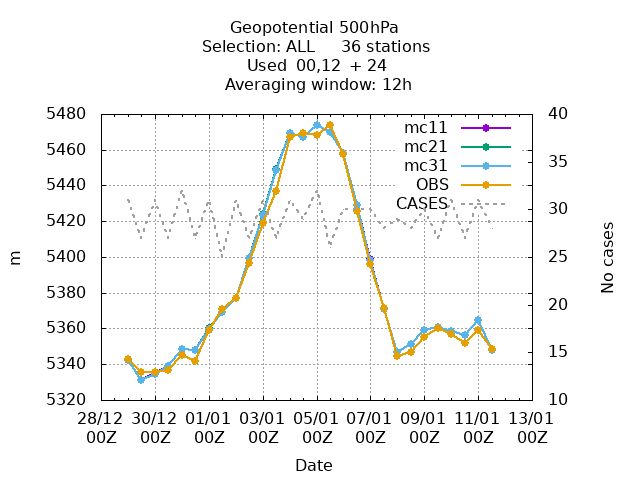 Geopotential 500hPa
Selection: ALL 36 stations
Used 00,12 + 24
Averaging window: 12h
5480
5460
5440
5420
5400
5380
5360
5340
5320
m
mc11
mc21
mc31
OBS
CASES
40
35
30
25
20
15
10
No cases
28/12 30/12 01/01 03/01 05/01 07/01 09/01 11/01 13/01
00Z 00Z 00Z 00Z 00Z 00Z 00Z 00Z 00Z
Date